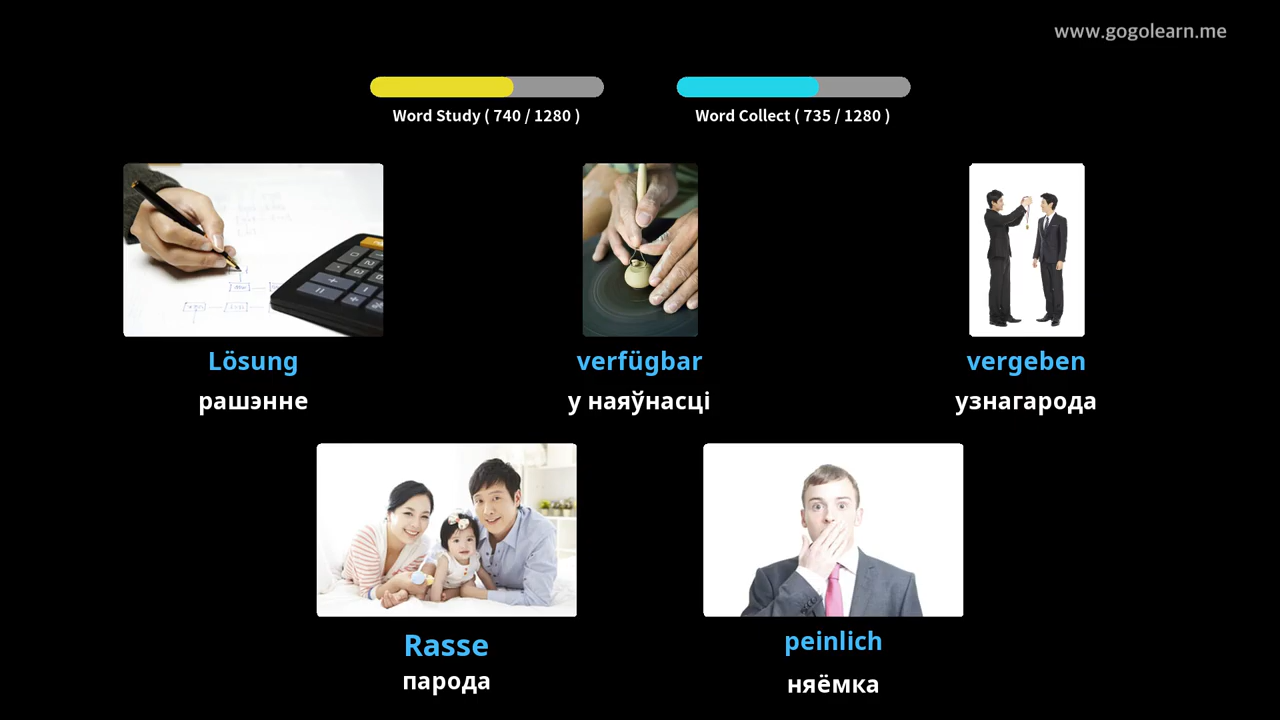 www.gogolearn.me
Word Study ( 740 / 1280 )
Word Collect ( 735 / 1280 )
Lösung
рашэнне
verfügbar
у наяўнасці
vergeben
узнагарода
Rasse
парода
peinlich
няёмка